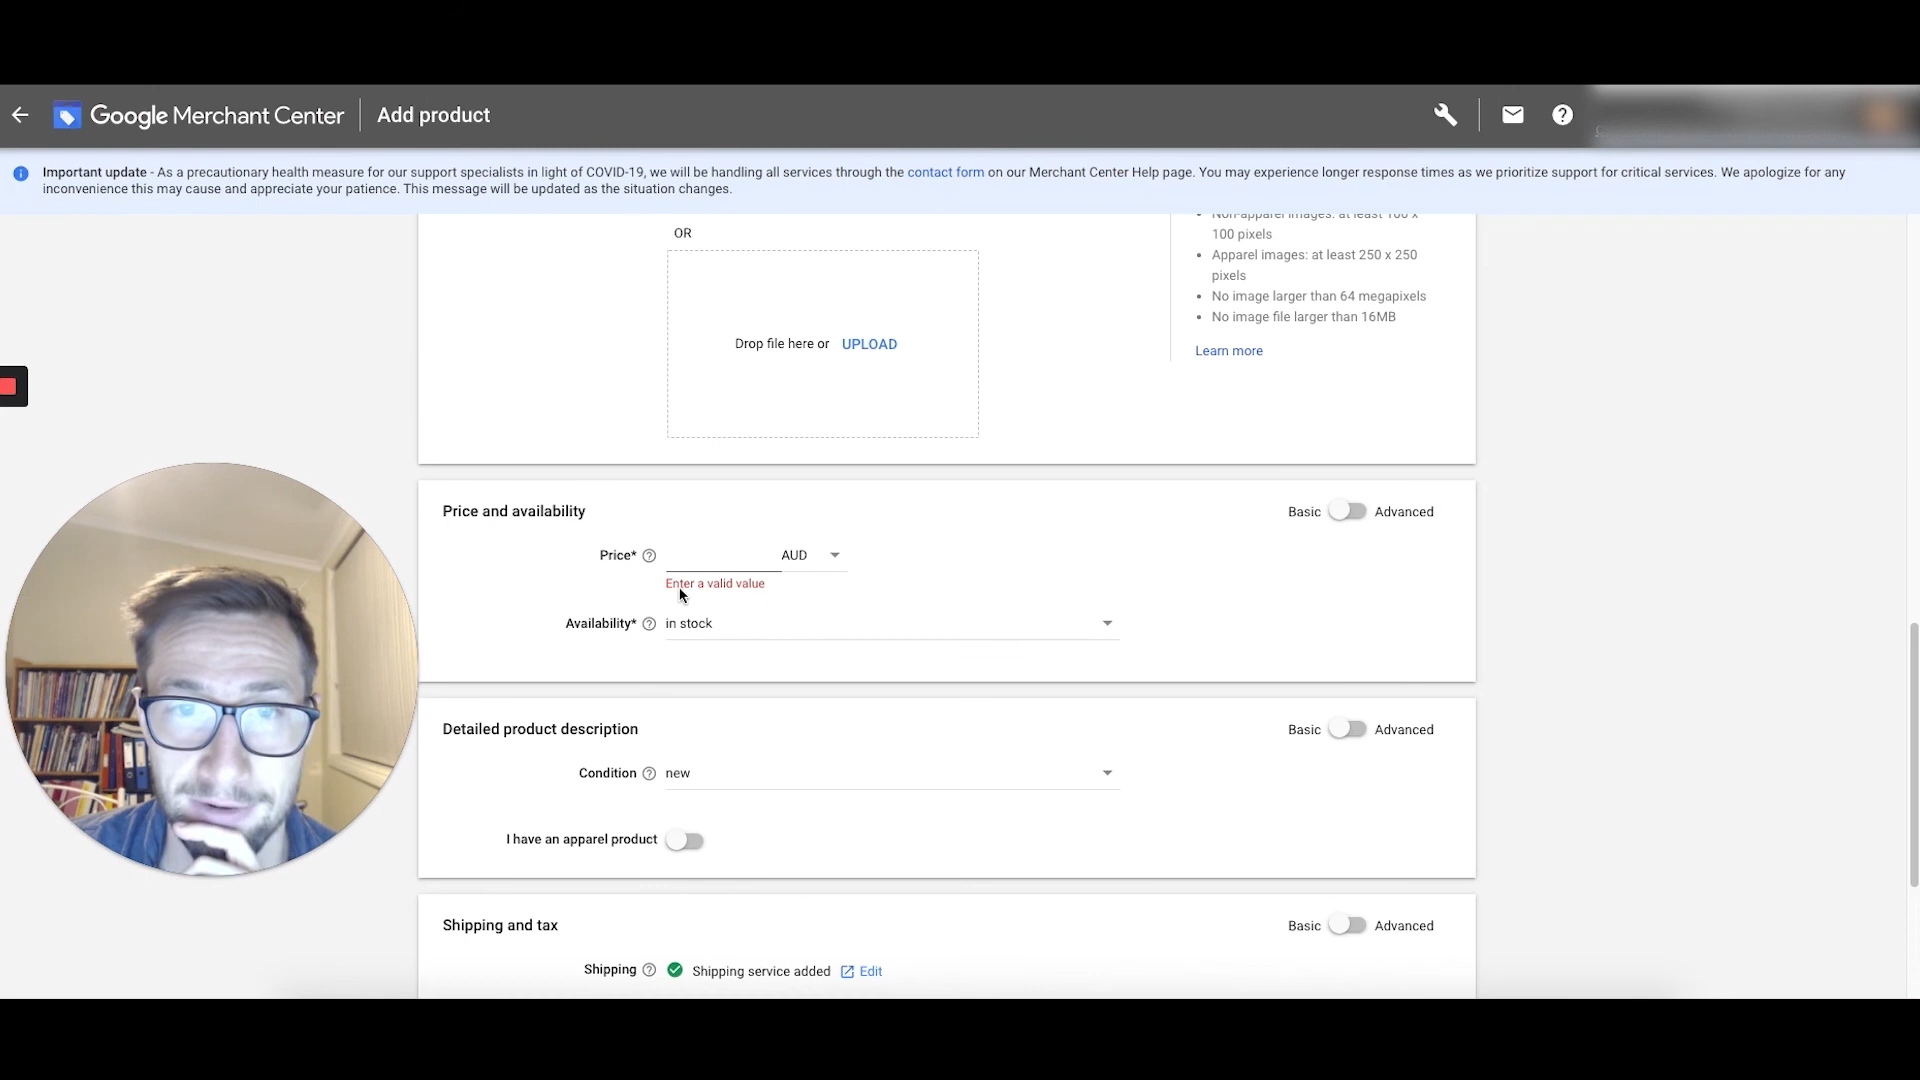 Google Merchant Center
Add product
Important update - As a precautionary health measure for our support specialists in light of COVID-19, we will be handling all services through the contact form on our Merchant Center Help page. You may experience longer response times as we prioritize support for critical services. We apologize for any
inconvenience this may cause and appreciate your patience. This message will be updated as the situation changes.
Non-apparel images: at least 100 x
100 pixels
Apparel images: at least 250 x 250
pixels
No image larger than 64 megapixels
No image file larger than 16MB
Learn more
OR
Drop file here or UPLOAD
Price and availability
Basic Advanced
Price* AUD
Enter a valid value
Availability* in stock
Detailed product description
Basic Advanced
Condition new
I have an apparel product
Shipping and tax
Basic Advanced
Shipping Shipping service added Edit